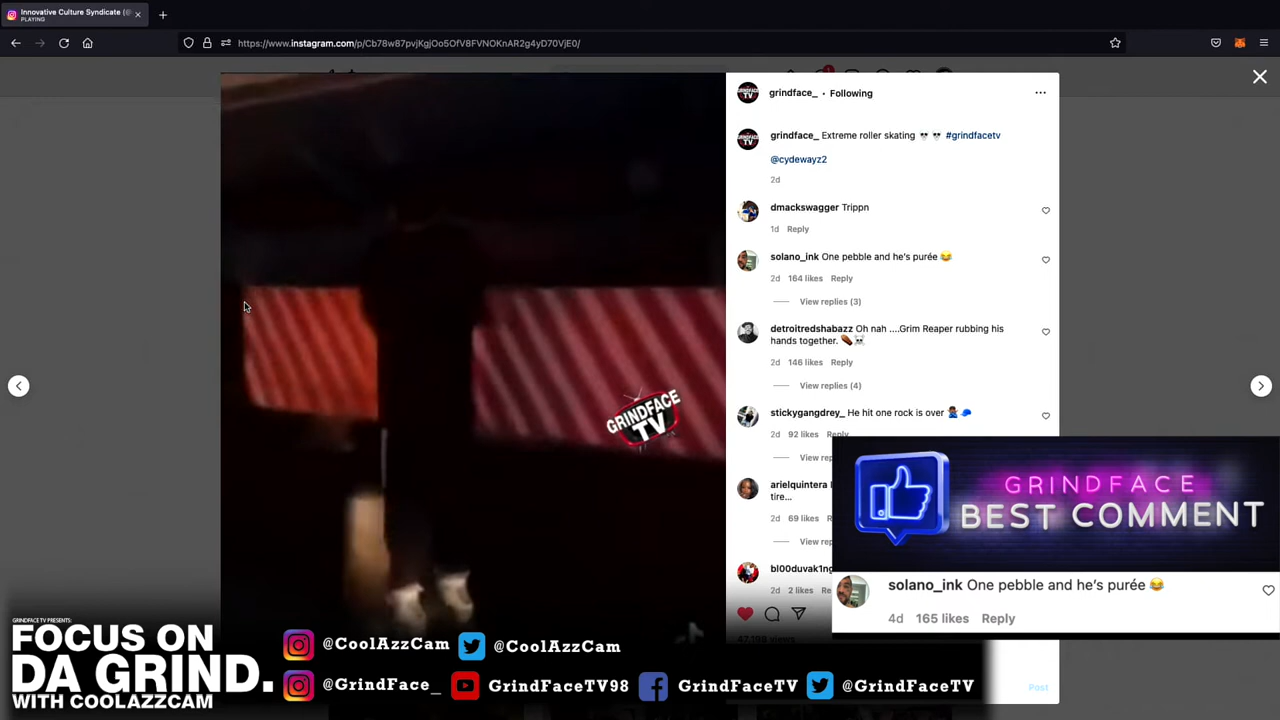 Innovative Culture Syndicate (@
PLAYING
https://www.instagram.com/p/Cb78w87pvjKgjOo5OfV8FVNOKnAR2g4yD70VjE0/
grindface_ • Following
grindface_ Extreme roller skating ☠️ ☠️ #grindfacetv
@cydewayz2
2d
dmackswagger Trippn
1d Reply
solano_ink One pebble and he's purée 😂
2d 164 likes Reply
View replies (3)
detroitredshabazz Oh nah ....Grim Reaper rubbing his
hands together. ⚰️☠️
2d 146 likes Reply
View replies (4)
stickygangdrey_ He hit one rock is over 🤦🏾‍♂️🧢
2d 92 likes Reply
arielquintera
tire...
2d 69 likes
bl00duvak1ng
2d 2 likes
Post
GRINDFACE TV
GRINDFACE
BEST COMMENT
solano_ink One pebble and he's purée 😂
4d 165 likes Reply
GRINDFACE TV PRESENTS:
FOCUS ON
DA GRIND.
WITH COOLAZZCAM
@CoolAzzCam @CoolAzzCam
@GrindFace_ GrindFaceTV98 GrindFaceTV @GrindFaceTV